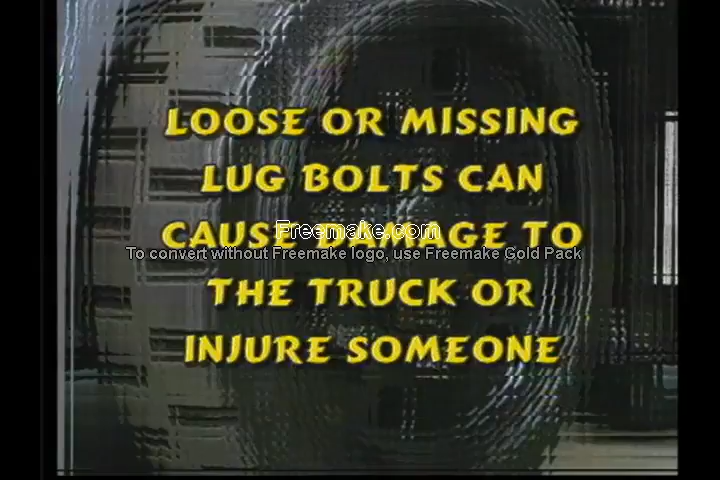 LOOSE OR MISSING
LUG BOLTS CAN
CAUSE DAMAGE TO
Freemake.com
To convert without Freemake logo, use Freemake Gold Pack
THE TRUCK OR
INJURE SOMEONE